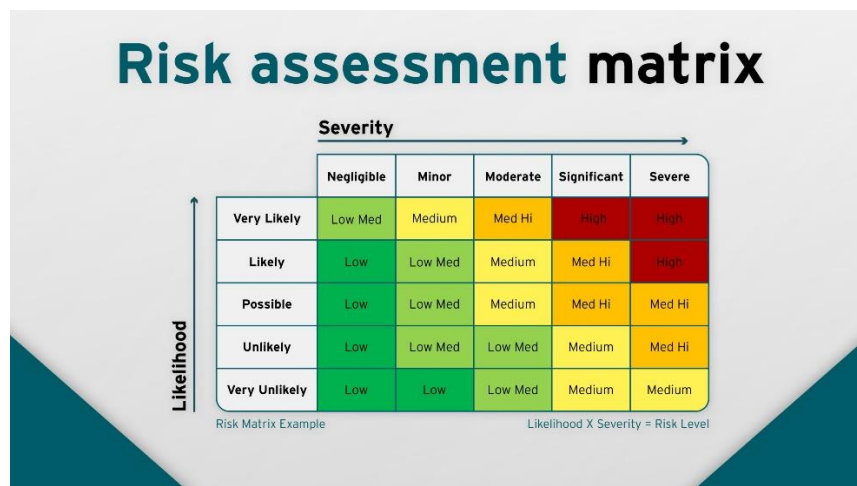 Risk assessment matrix
Severity
Negligible Minor Moderate Significant Severe
Very Likely Low Med Medium Med Hi High High
Likely Low Low Med Medium Med Hi High
Possible Low Low Med Medium Med Hi Med Hi
Unlikely Low Low Med Low Med Medium Med Hi
Very Unlikely Low Low Low Med Medium Medium
Likelihood
Risk Matrix Example Likelihood X Severity = Risk Level